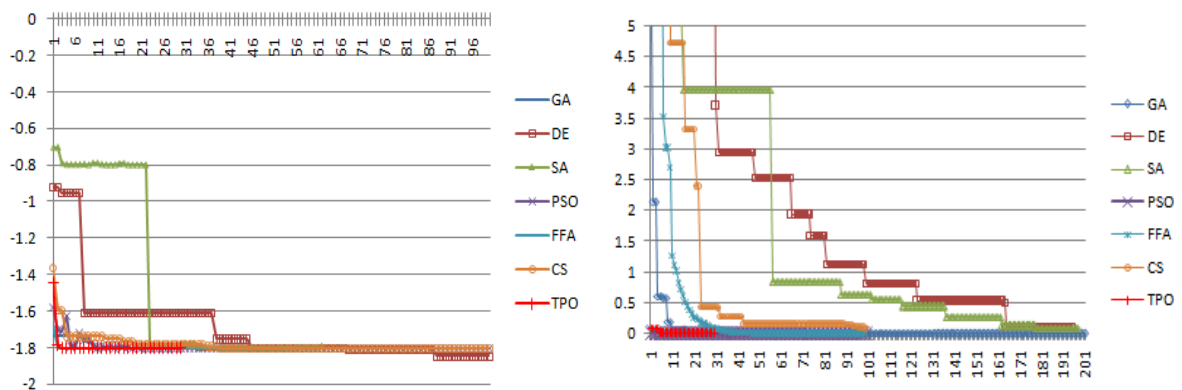 0
1 6 11 16 21 26 31 36 41 46 51 56 61 66 71 76 81 86 91 96
-0.2
-0.4
-0.6
-0.8
-1
-1.2
-1.4
-1.6
-1.8
-2
GA
DE
SA
PSO
FFA
CS
TPO
5
4.5
4
3.5
3
2.5
2
1.5
1
0.5
0
1 11 21 31 41 51 61 71 81 91 101 111 121 131 141 151 161 171 181 191 201
GA
DE
SA
PSO
FFA
CS
TPO